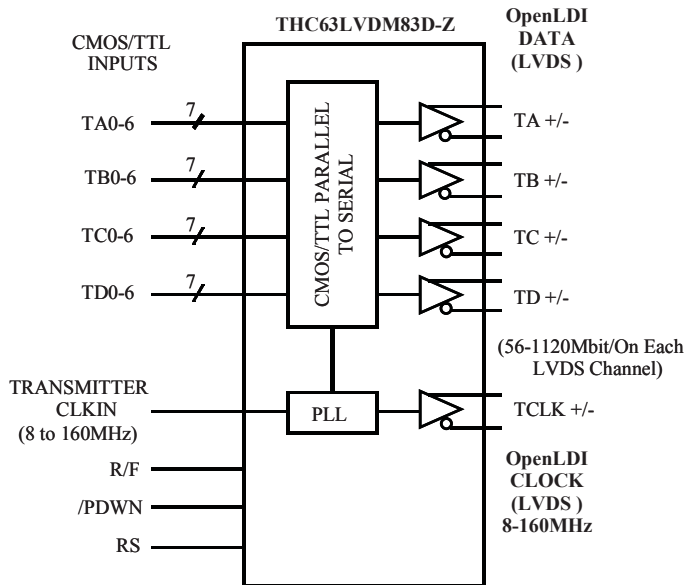 THC63LVDM83D-Z
CMOS/TTL
INPUTS
OpenLDI
DATA
(LVDS )
TA0-6
7
TA +/-
TB0-6
7
TB +/-
TC0-6
7
TC +/-
TD0-6
7
TD +/-
CMOS/TTL PARALLEL
TO SERIAL
(56-1120Mbit/On Each
LVDS Channel)
TRANSMITTER
CLKIN
(8 to 160MHz)
PLL
TCLK +/-
R/F
/PDWN
RS
OpenLDI
CLOCK
(LVDS )
8-160MHz